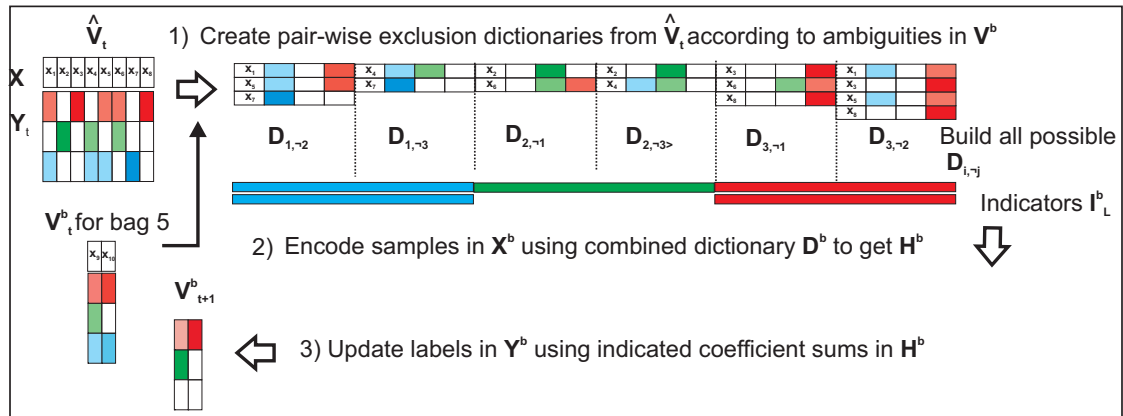 V̂t
1) Create pair-wise exclusion dictionaries from V̂t according to ambiguities in Vb
X
x1 x2 x3 x4 x5 x6 x7 x8
Yt
x1
x5
x7
x4
x7
x2
x6
x2
x4
x3
x6
x8
x1
x3
x5
x8
D1,¬2
D1,¬3
D2,¬1
D2,¬3>
D3,¬1
D3,¬2
Build all possible
Di,¬j
Indicators IbL
Vbt for bag 5
x9 x10
2) Encode samples in Xb using combined dictionary Db to get Hb
Vbt+1
3) Update labels in Yb using indicated coefficient sums in Hb